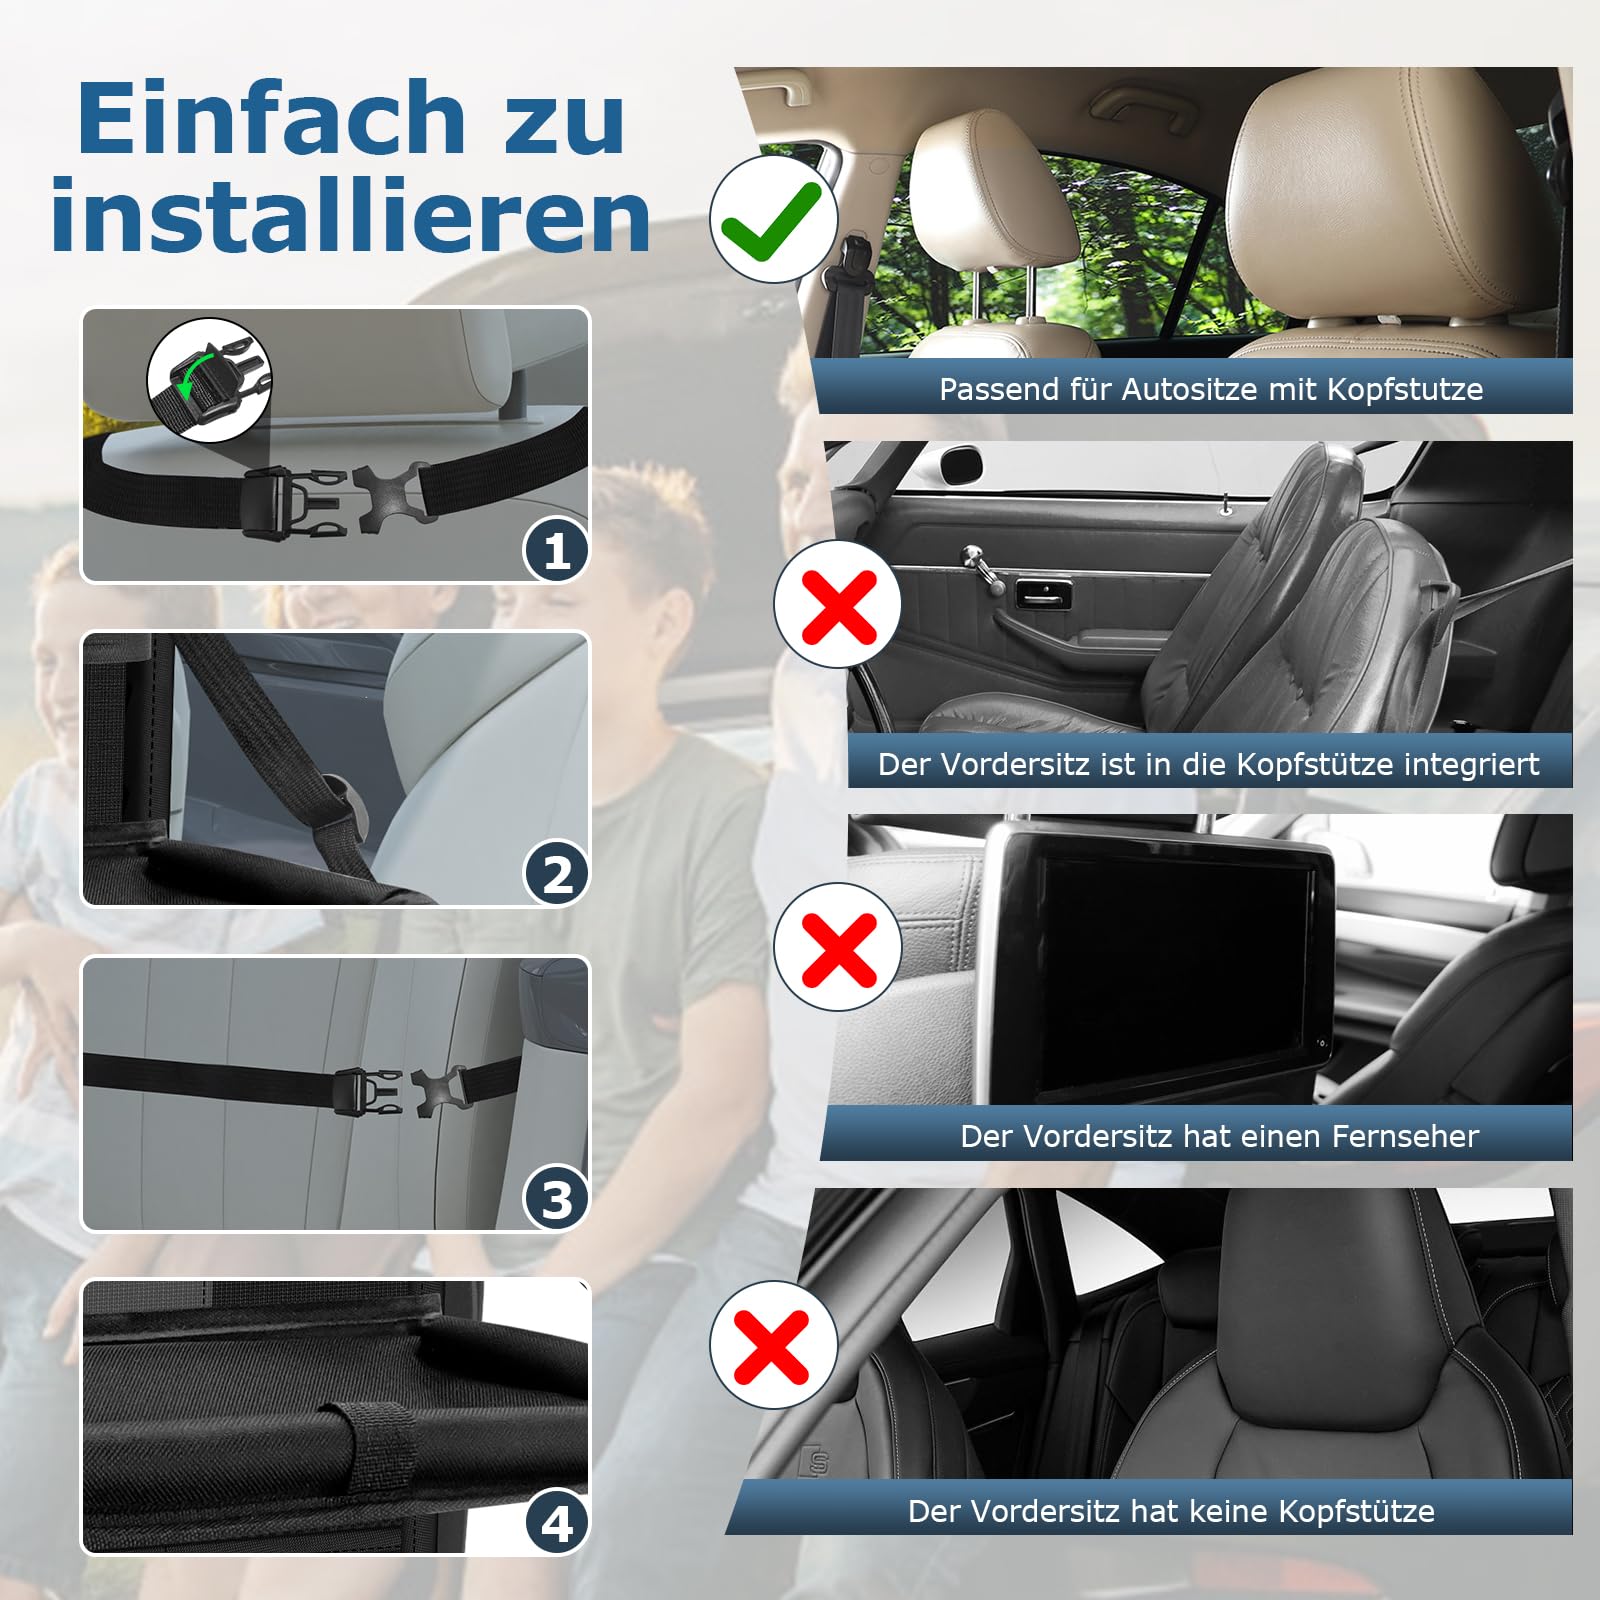 Einfach zu
installieren
1
2
3
4
Passend für Autositze mit Kopfstutze
Der Vordersitz ist in die Kopfstütze integriert
Der Vordersitz hat einen Fernseher
S
Der Vordersitz hat keine Kopfstütze